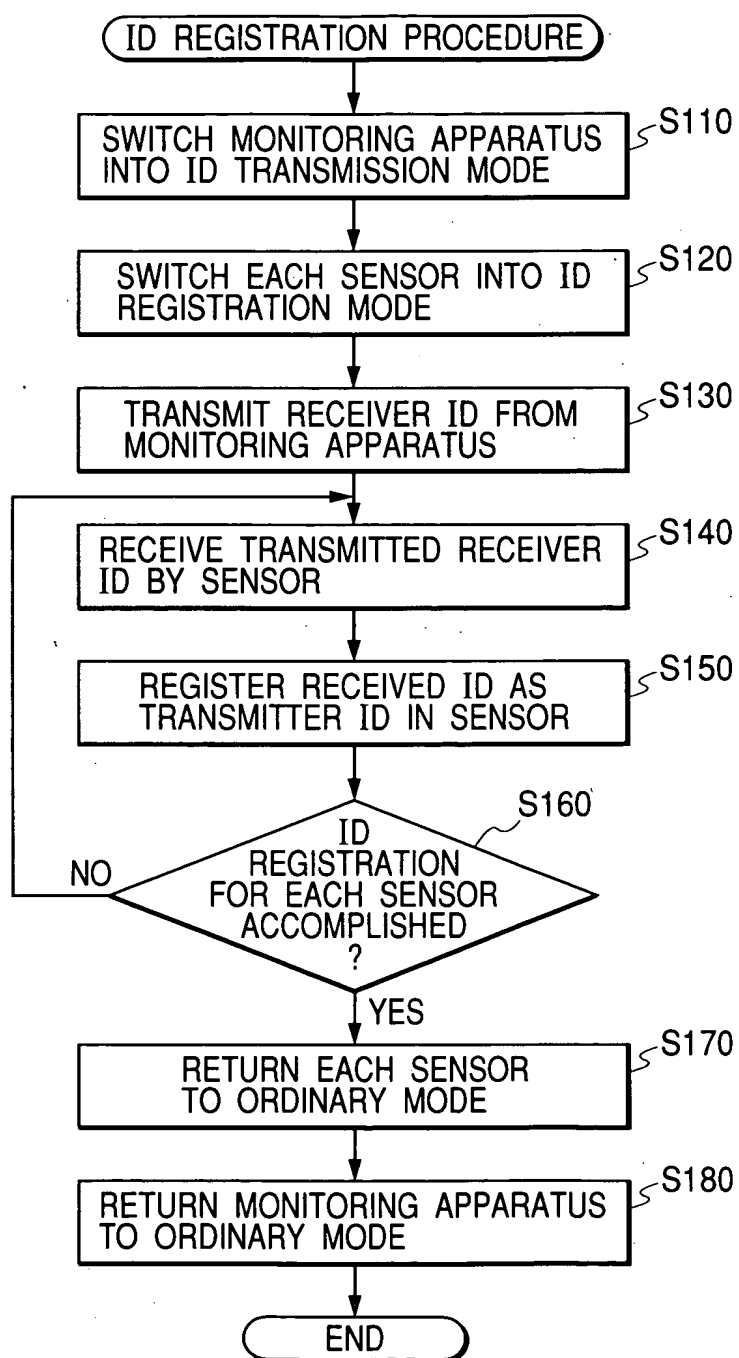 ID REGISTRATION PROCEDURE
S110
SWITCH MONITORING APPARATUS
INTO ID TRANSMISSION MODE
S120
SWITCH EACH SENSOR INTO ID
REGISTRATION MODE
S130
TRANSMIT RECEIVER ID FROM
MONITORING APPARATUS
S140
RECEIVE TRANSMITTED RECEIVER
ID BY SENSOR
S150
REGISTER RECEIVED ID AS
TRANSMITTER ID IN SENSOR
S160
ID
REGISTRATION
FOR EACH SENSOR
ACCOMPLISHED
?
NO
YES
S170
RETURN EACH SENSOR
TO ORDINARY MODE
S180
RETURN MONITORING APPARATUS
TO ORDINARY MODE
END